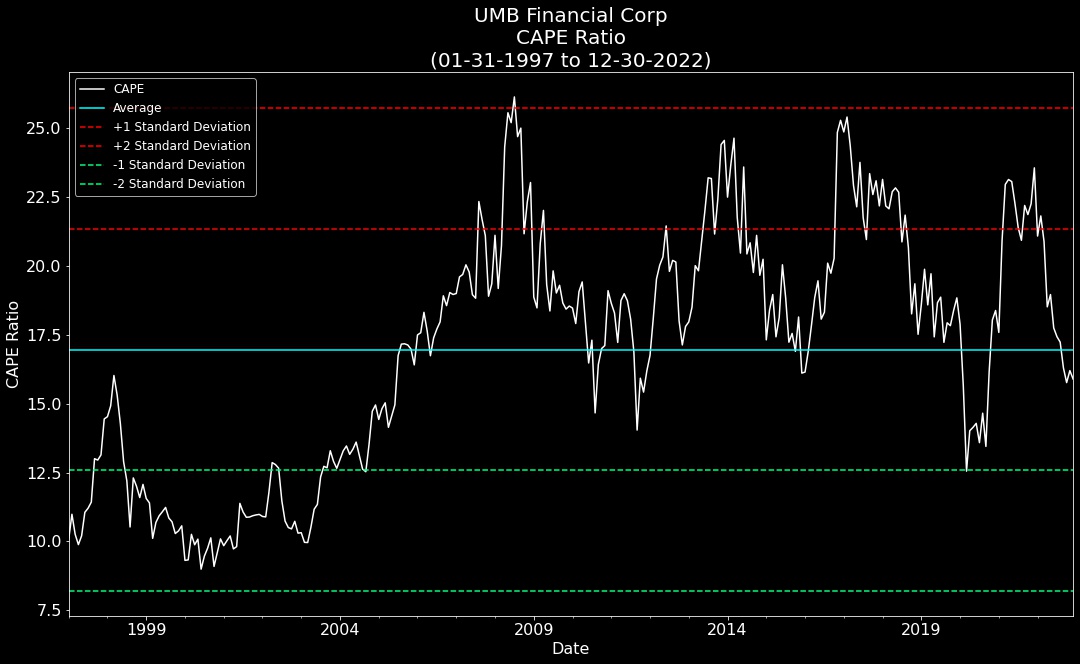 UMB Financial Corp
CAPE Ratio
(01-31-1997 to 12-30-2022)
CAPE
Average
+1 Standard Deviation
+2 Standard Deviation
-1 Standard Deviation
-2 Standard Deviation
CAPE Ratio
25.0
22.5
20.0
17.5
15.0
12.5
10.0
7.5
1999
2004
2009
2014
2019
Date